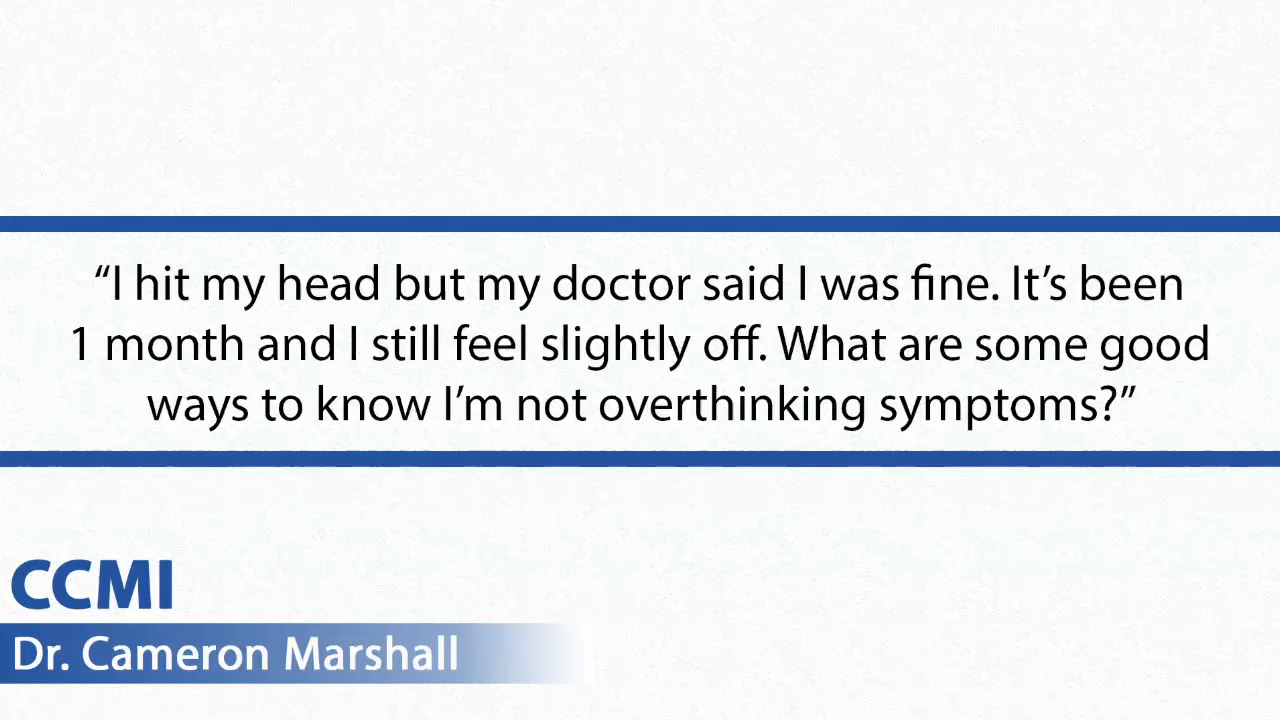 “I hit my head but my doctor said I was fine. It’s been
1 month and I still feel slightly off. What are some good
ways to know I’m not overthinking symptoms?”
CCMI
Dr. Cameron Marshall